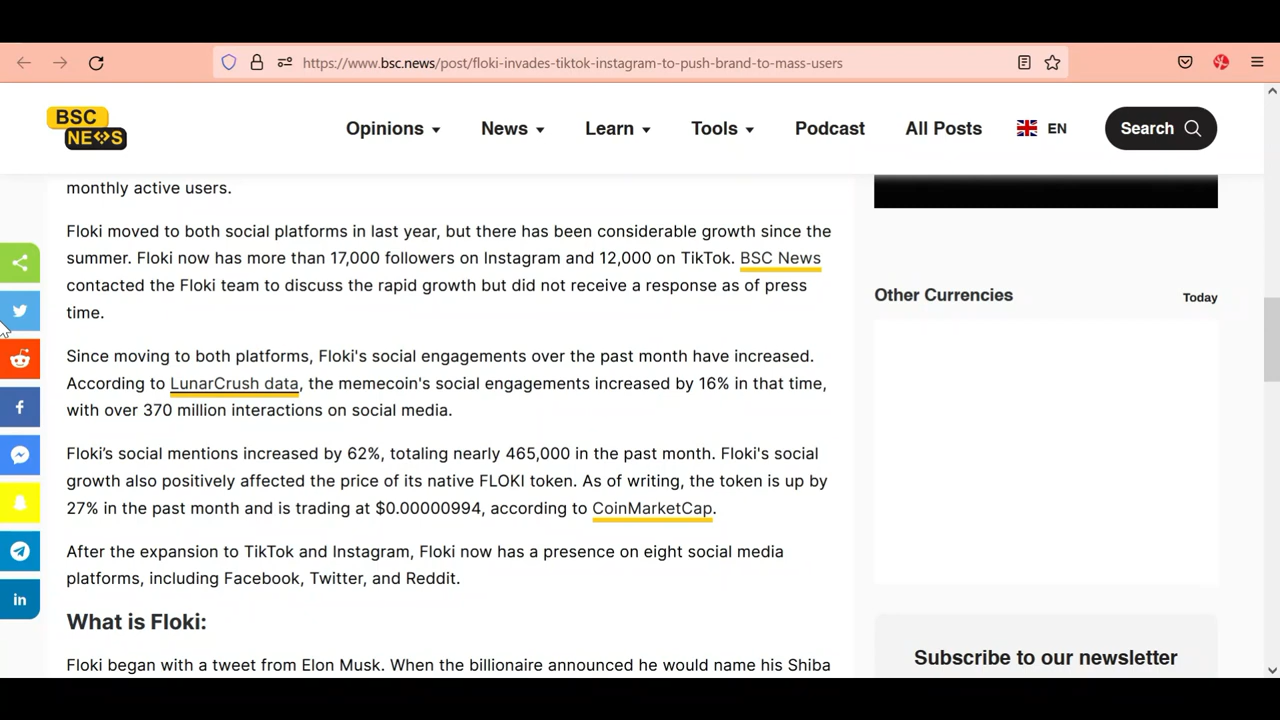 https://www.bsc.news/post/floki-invades-tiktok-instagram-to-push-brand-to-mass-users
BSC
NEWS
Opinions
News
Learn
Tools
Podcast
All Posts
EN
Search
monthly active users.
Floki moved to both social platforms in last year, but there has been considerable growth since the
summer. Floki now has more than 17,000 followers on Instagram and 12,000 on TikTok. BSC News
contacted the Floki team to discuss the rapid growth but did not receive a response as of press
time.
Since moving to both platforms, Floki's social engagements over the past month have increased.
According to LunarCrush data, the memecoin's social engagements increased by 16% in that time,
with over 370 million interactions on social media.
Floki’s social mentions increased by 62%, totaling nearly 465,000 in the past month. Floki's social
growth also positively affected the price of its native FLOKI token. As of writing, the token is up by
27% in the past month and is trading at $0.00000994, according to CoinMarketCap.
After the expansion to TikTok and Instagram, Floki now has a presence on eight social media
platforms, including Facebook, Twitter, and Reddit.
What is Floki:
Floki began with a tweet from Elon Musk. When the billionaire announced he would name his Shiba
Other Currencies
Today
Subscribe to our newsletter